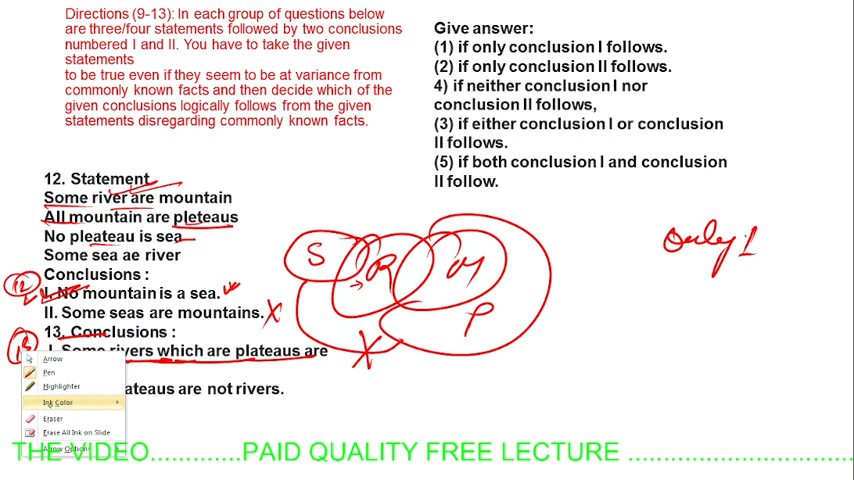 Directions (9-13): In each group of questions below
are three/four statements followed by two conclusions
numbered I and II. You have to take the given
statements
to be true even if they seem to be at variance from
commonly known facts and then decide which of the
given conclusions logically follows from the given
statements disregarding commonly known facts.
Give answer:
(1) if only conclusion I follows.
(2) if only conclusion II follows.
4) if neither conclusion I nor
conclusion II follows,
(3) if either conclusion I or conclusion
II follows.
(5) if both conclusion I and conclusion
II follow.
12. Statement
Some river are mountain
All mountain are pleteaus
No pleateau is sea
Some sea ae river
Conclusions :
I. No mountain is a sea.
II. Some seas are mountains. X
13. Conclusions :
I. Some rivers which are plateaus are
ateaus are not rivers.
12
13
S R M
P
X
Only 1
Arrow
Pen
Highlighter
Ink Color
Eraser
Erase All Ink on Slide
Arrow Options
THE VIDEO.............PAID QUALITY FREE LECTURE ................................